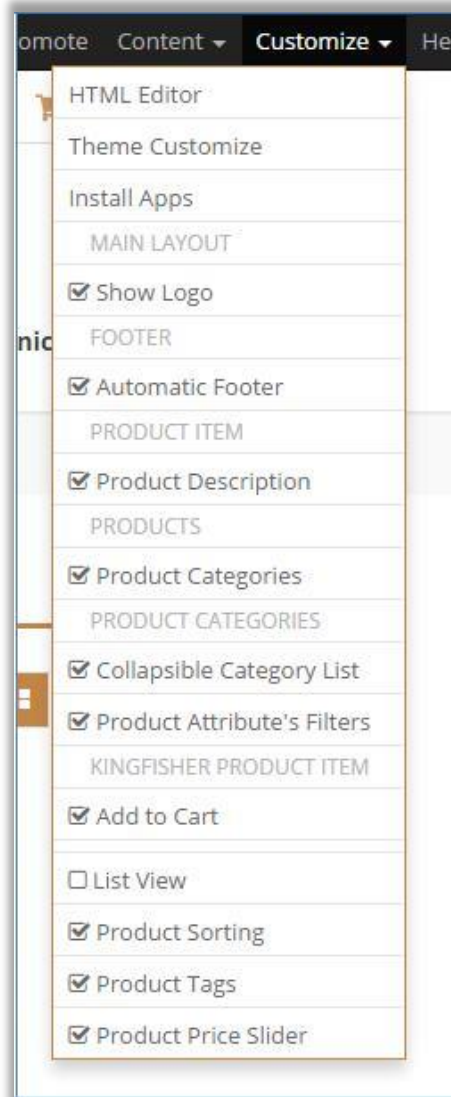 omote Content Customize He
HTML Editor
Theme Customize
Install Apps
MAIN LAYOUT
Show Logo
nic
FOOTER
Automatic Footer
PRODUCT ITEM
Product Description
PRODUCTS
Product Categories
PRODUCT CATEGORIES
Collapsible Category List
Product Attribute's Filters
KINGFISHER PRODUCT ITEM
Add to Cart
List View
Product Sorting
Product Tags
Product Price Slider